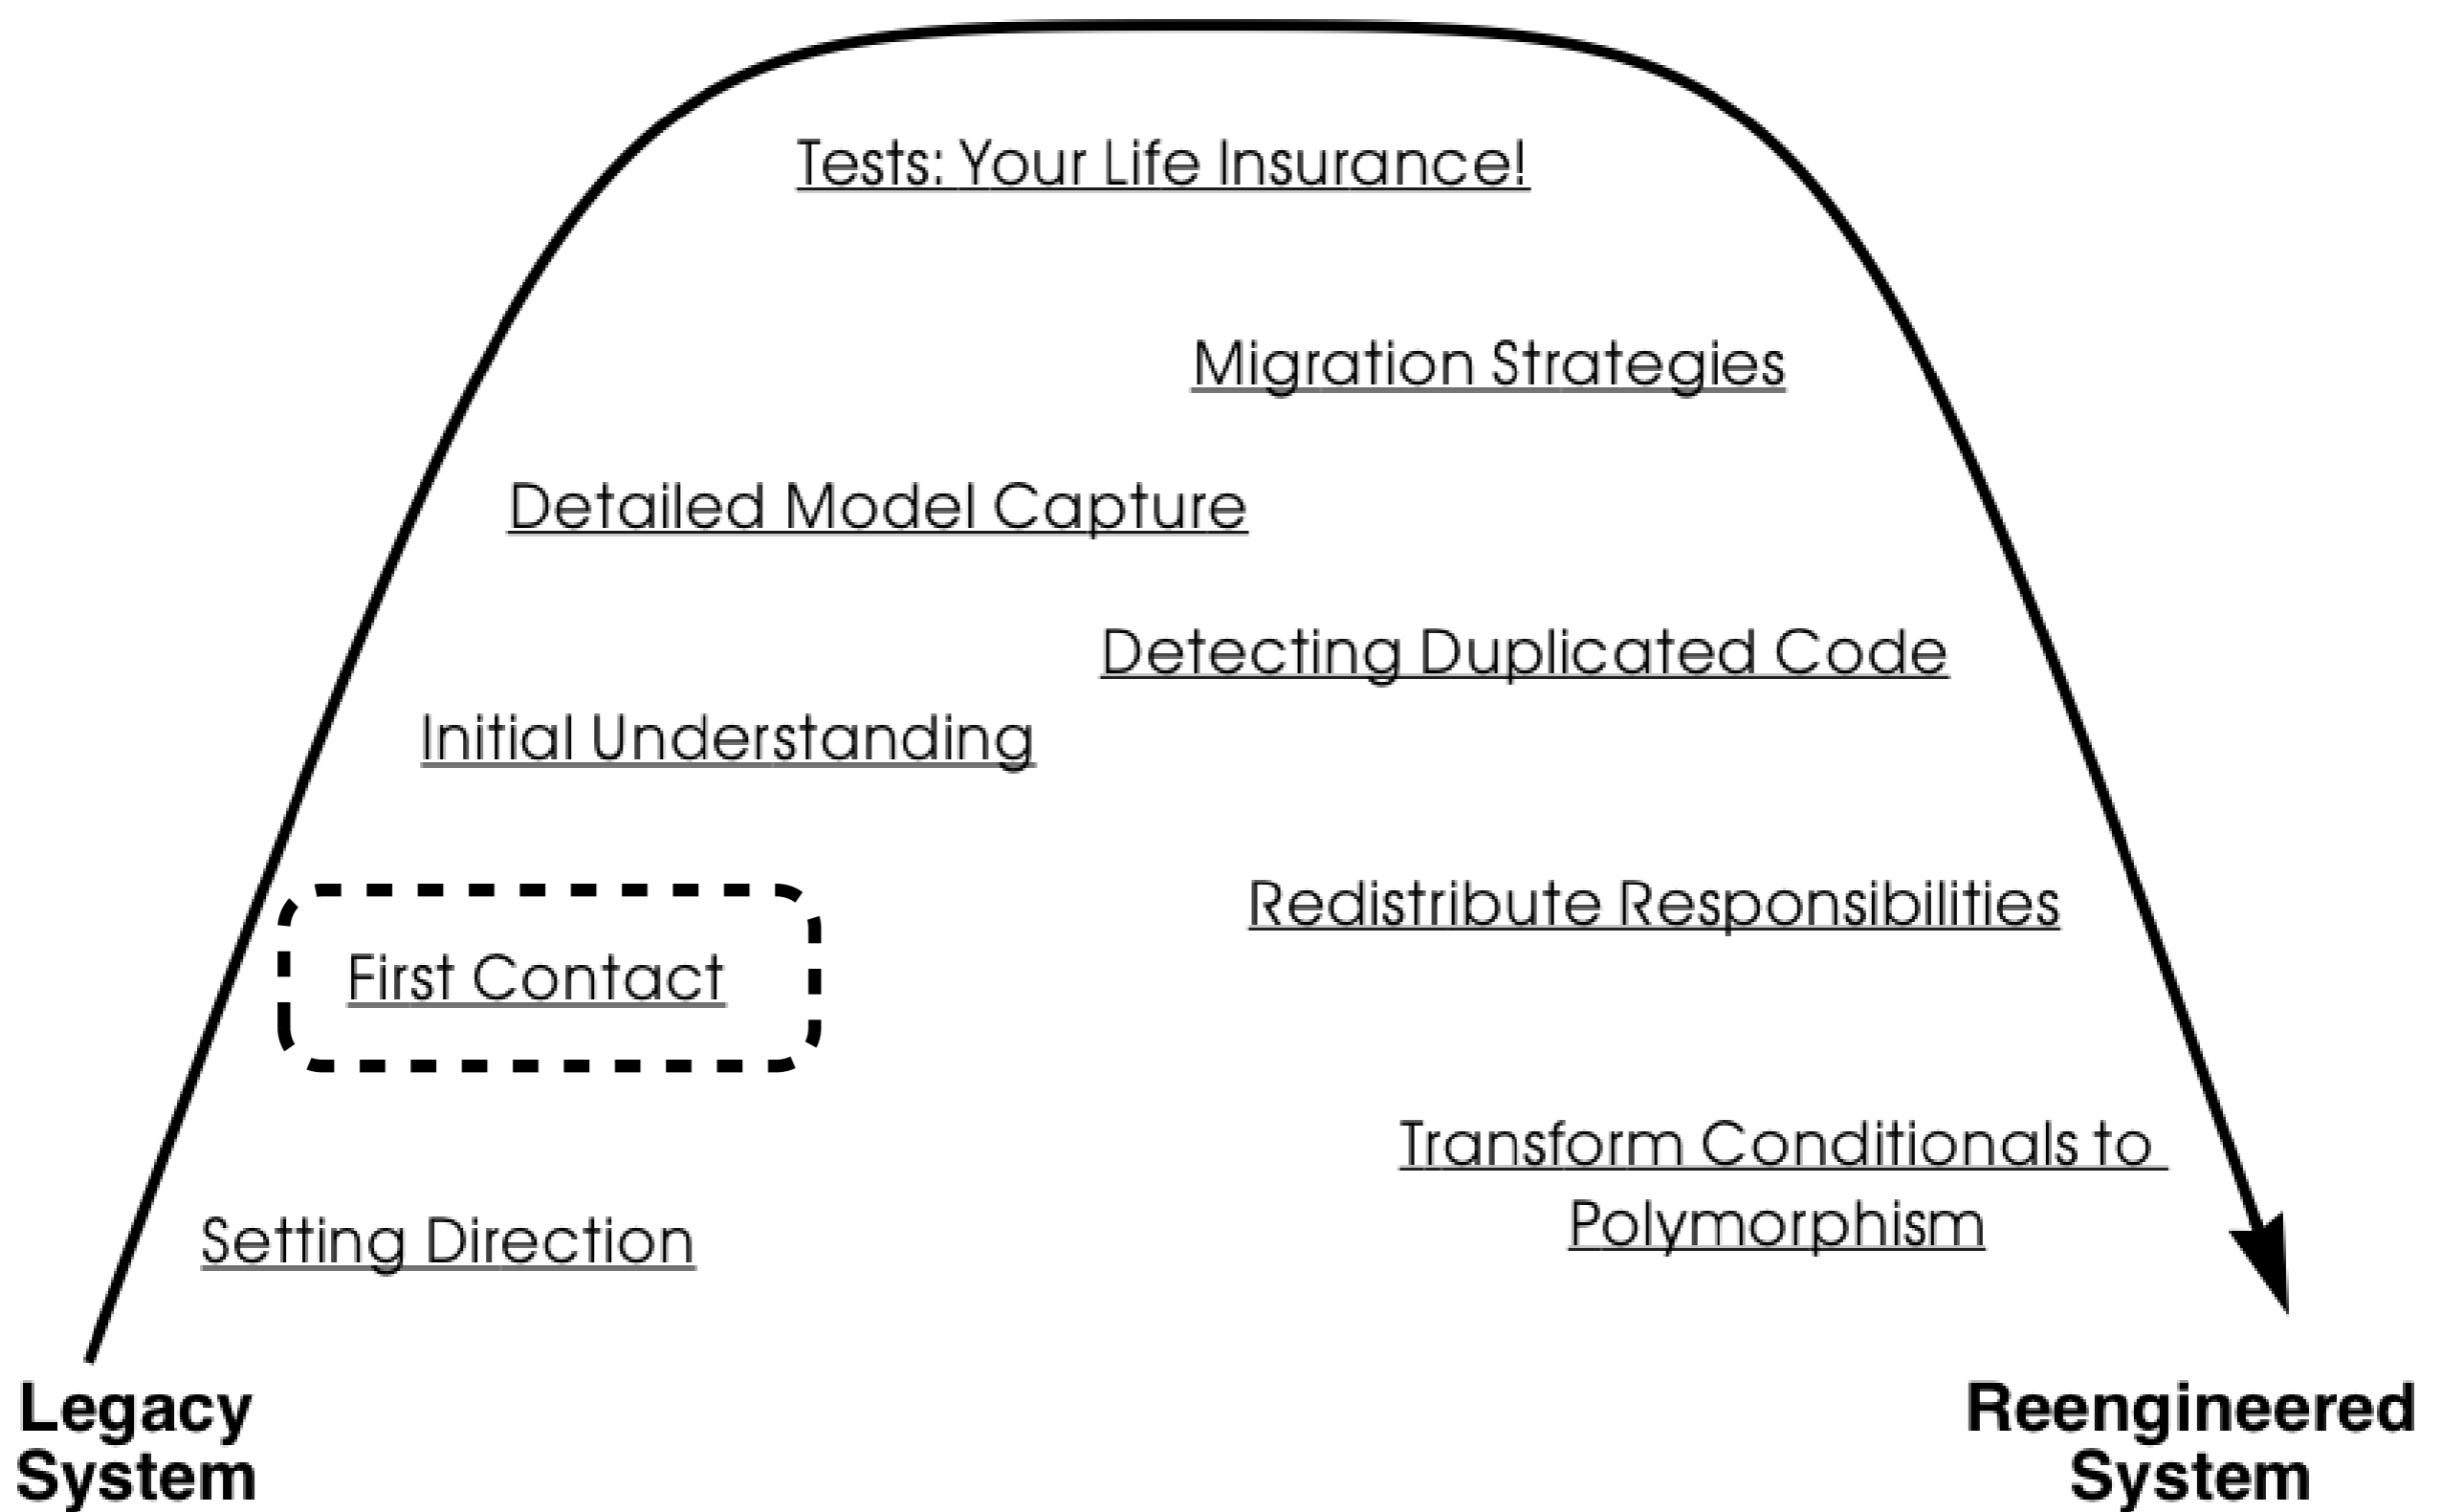 Tests: Your Life Insurance!
Migration Strategies
Detailed Model Capture
Detecting Duplicated Code
Initial Understanding
Redistribute Responsibilities
First Contact
Transform Conditionals to
Polymorphism
Setting Direction
Legacy
System
Reengineered
System